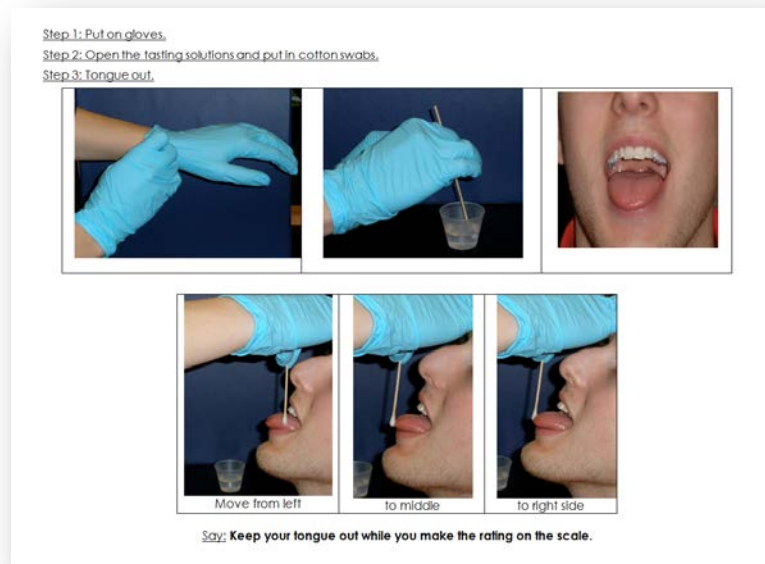 Step 1: Put on gloves.
Step 2: Open the tasting solutions and put in cotton swabs.
Step 3: Tongue out.
Move from left
to middle
to right side
Say: Keep your tongue out while you make the rating on the scale.